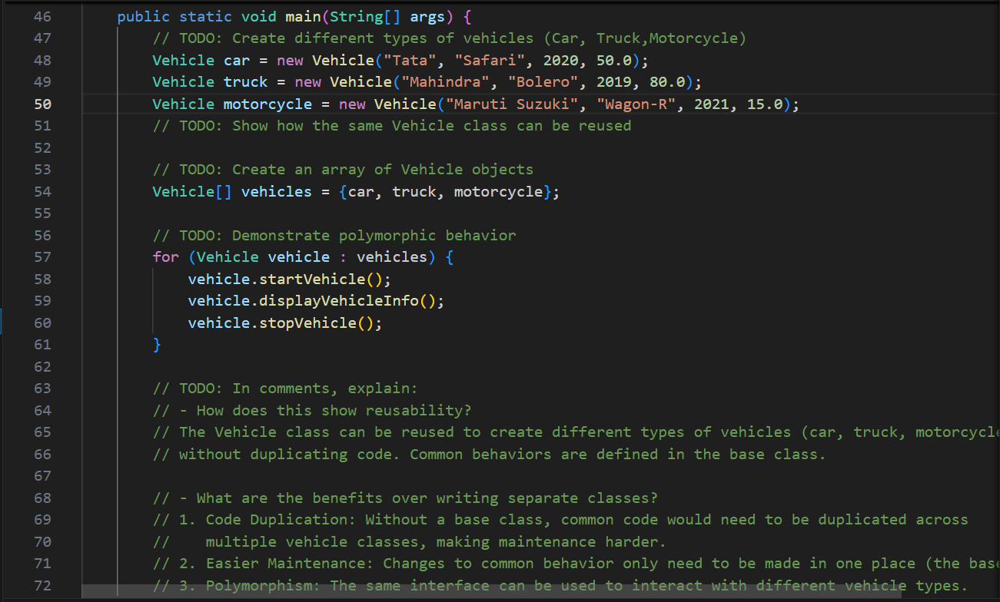 46 public static void main(String[] args) {
47 // TODO: Create different types of vehicles (Car, Truck,Motorcycle)
48 Vehicle car = new Vehicle("Tata", "Safari", 2020, 50.0);
49 Vehicle truck = new Vehicle("Mahindra", "Bolero", 2019, 80.0);
50 Vehicle motorcycle = new Vehicle("Maruti Suzuki", "Wagon-R", 2021, 15.0);
51 // TODO: Show how the same Vehicle class can be reused
52
53 // TODO: Create an array of Vehicle objects
54 Vehicle[] vehicles = {car, truck, motorcycle};
55
56 // TODO: Demonstrate polymorphic behavior
57 for (Vehicle vehicle : vehicles) {
58 vehicle.startVehicle();
59 vehicle.displayVehicleInfo();
60 vehicle.stopVehicle();
61 }
62
63 // TODO: In comments, explain:
64 // - How does this show reusability?
65 // The Vehicle class can be reused to create different types of vehicles (car, truck, motorcycle
66 // without duplicating code. Common behaviors are defined in the base class.
67
68 // - What are the benefits over writing separate classes?
69 // 1. Code Duplication: Without a base class, common code would need to be duplicated across
70 // multiple vehicle classes, making maintenance harder.
71 // 2. Easier Maintenance: Changes to common behavior only need to be made in one place (the base
72 // 3. Polymorphism: The same interface can be used to interact with different vehicle types.